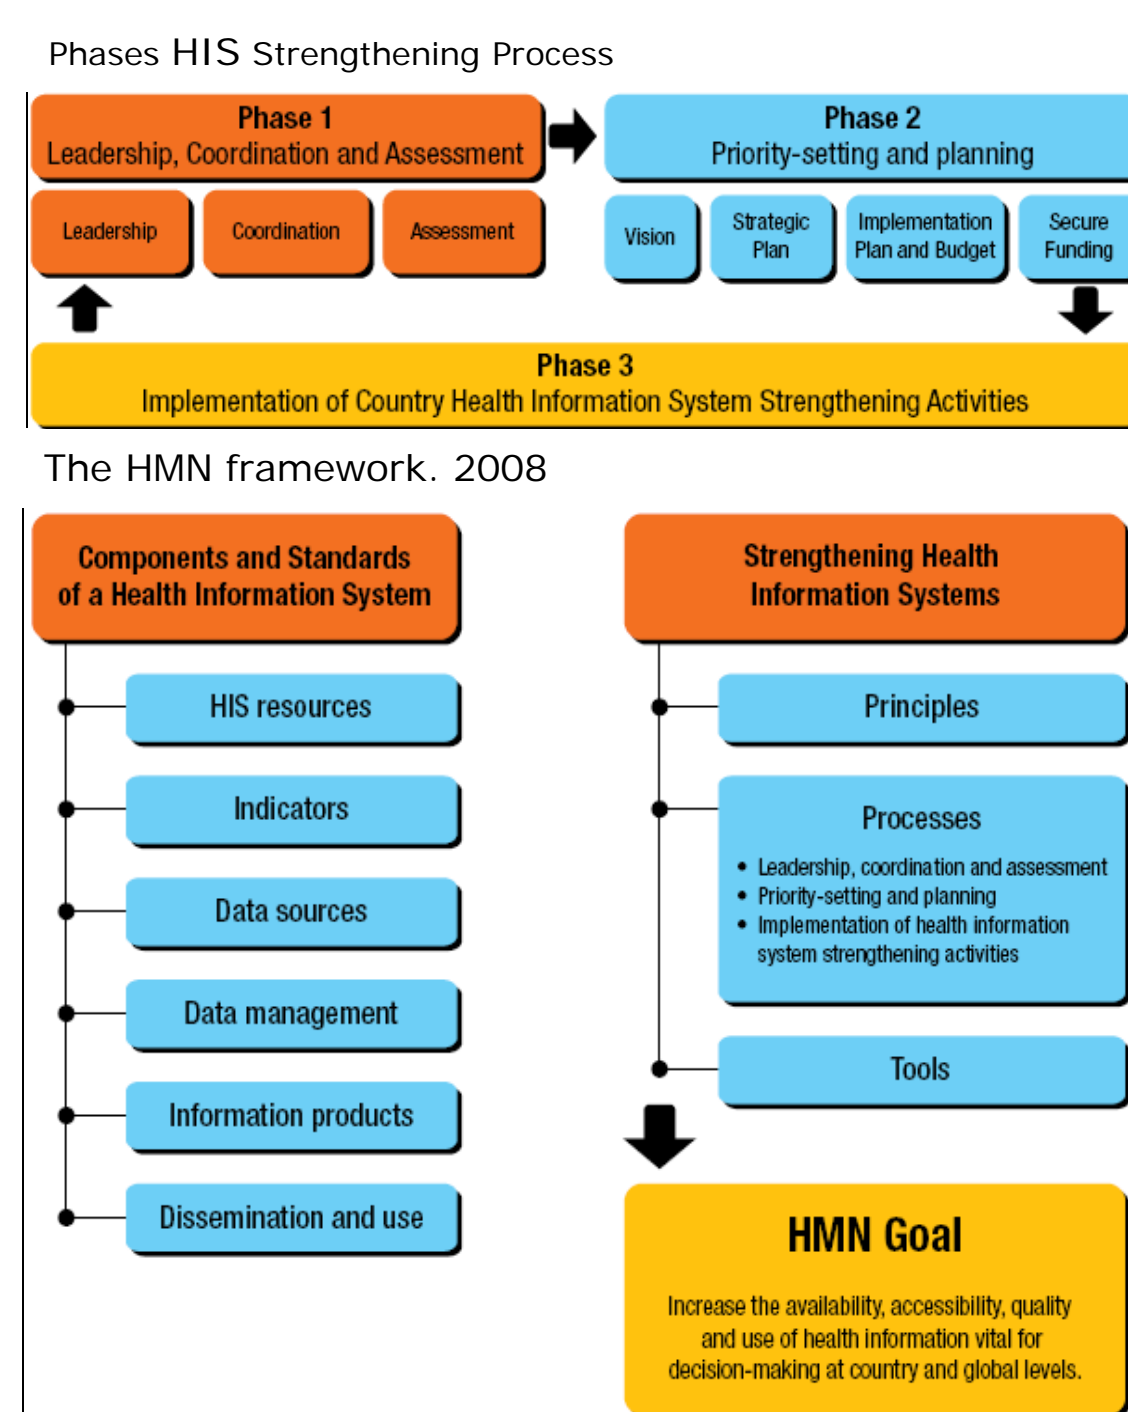 Phases HIS Strengthening Process
Phase 1
Leadership, Coordination and Assessment
Phase 2
Priority-setting and planning
Leadership
Coordination
Assessment
Vision
Strategic
Plan
Implementation
Plan and Budget
Secure
Funding
Phase 3
Implementation of Country Health Information System Strengthening Activities
The HMN framework. 2008
Components and Standards
of a Health Information System
HIS resources
Indicators
Data sources
Data management
Information products
Dissemination and use
Strengthening Health
Information Systems
Principles
Processes
• Leadership, coordination and assessment
• Priority-setting and planning
• Implementation of health information
system strengthening activities
Tools
HMN Goal
Increase the availability, accessibility, quality
and use of health information vital for
decision-making at country and global levels.